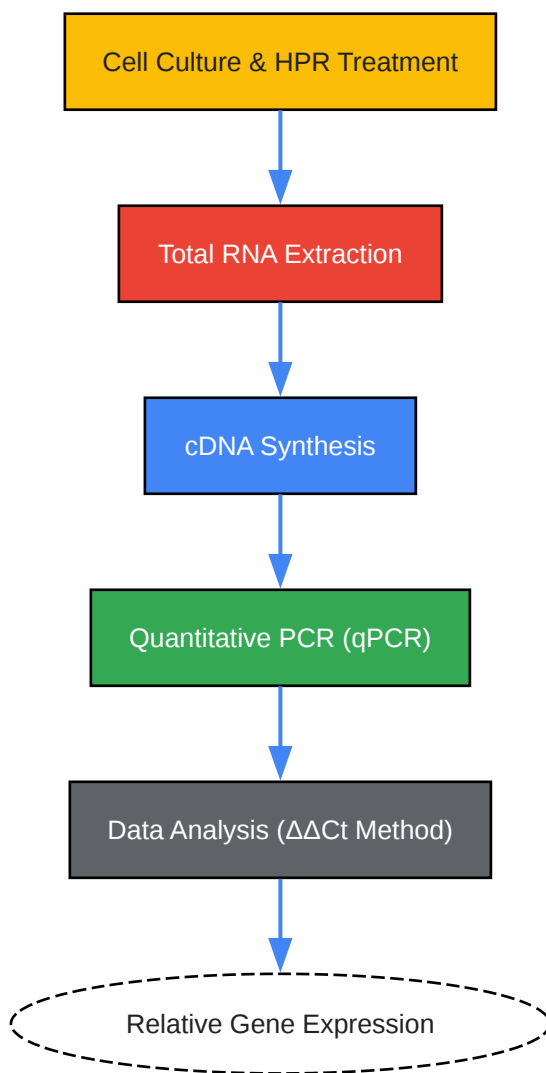 Cell Culture & HPR Treatment
Total RNA Extraction
cDNA Synthesis
Quantitative PCR (qPCR)
Data Analysis (ΔΔCt Method)
Relative Gene Expression